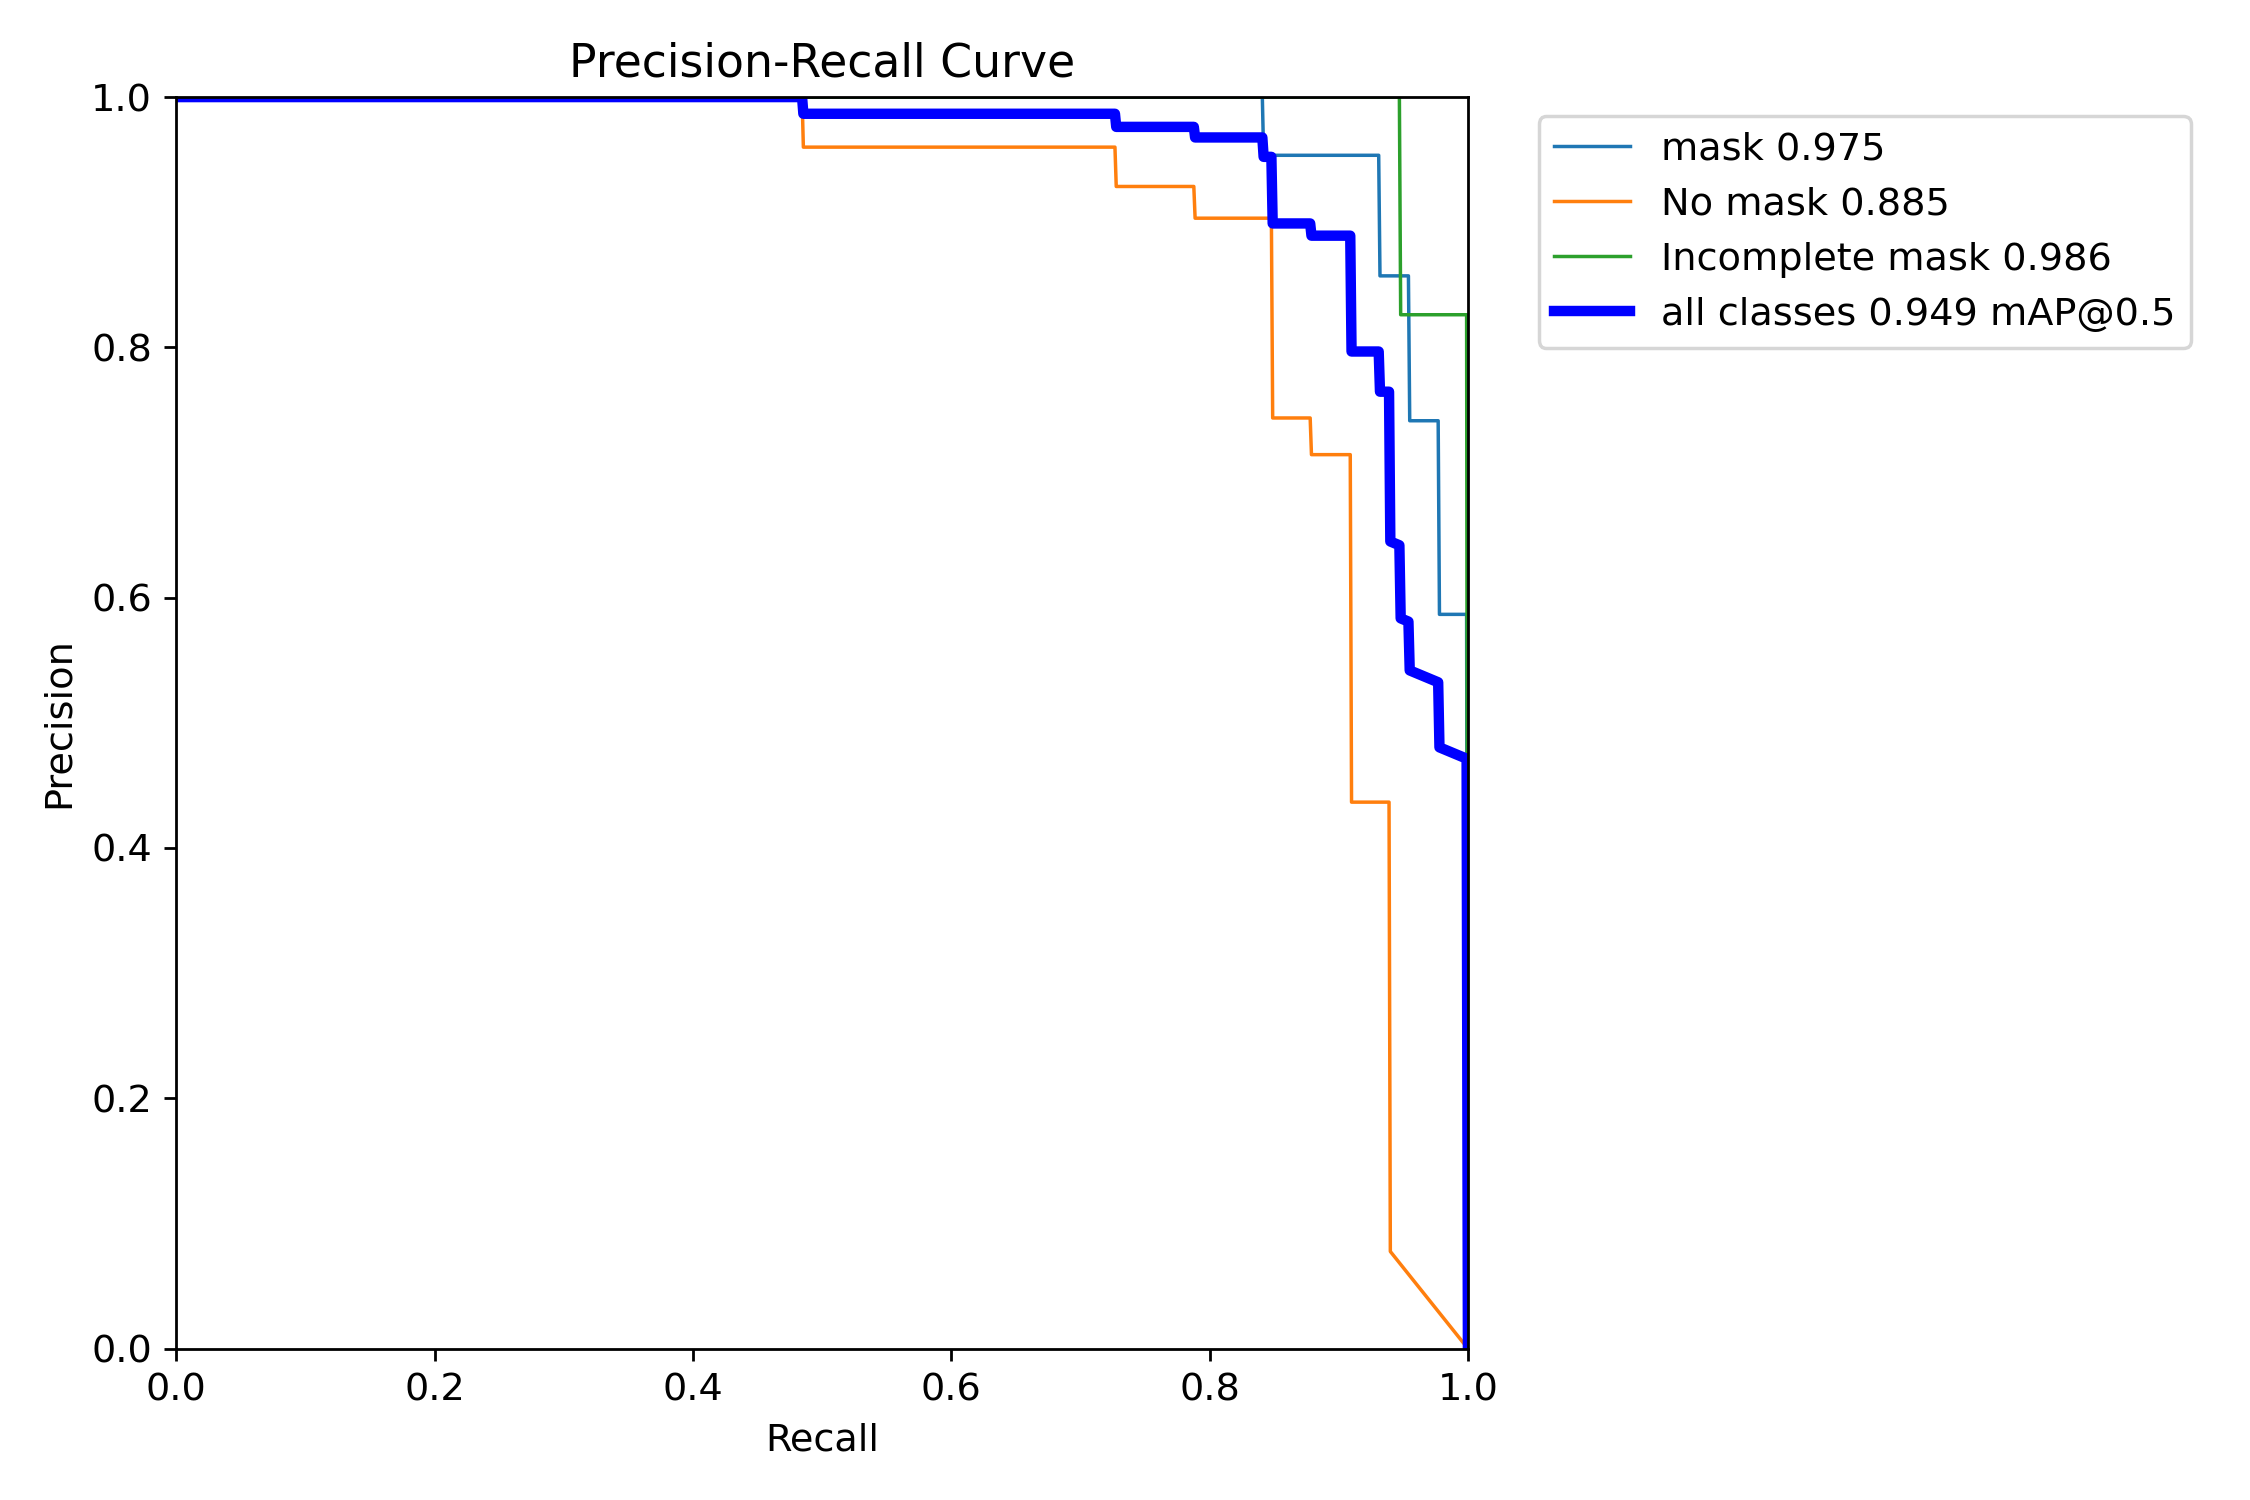 Precision-Recall Curve
1.0
0.8
0.6
0.4
0.2
0.0
Precision
0.0 0.2 0.4 0.6 0.8 1.0
Recall
mask 0.975
No mask 0.885
Incomplete mask 0.986
all classes 0.949 mAP@0.5